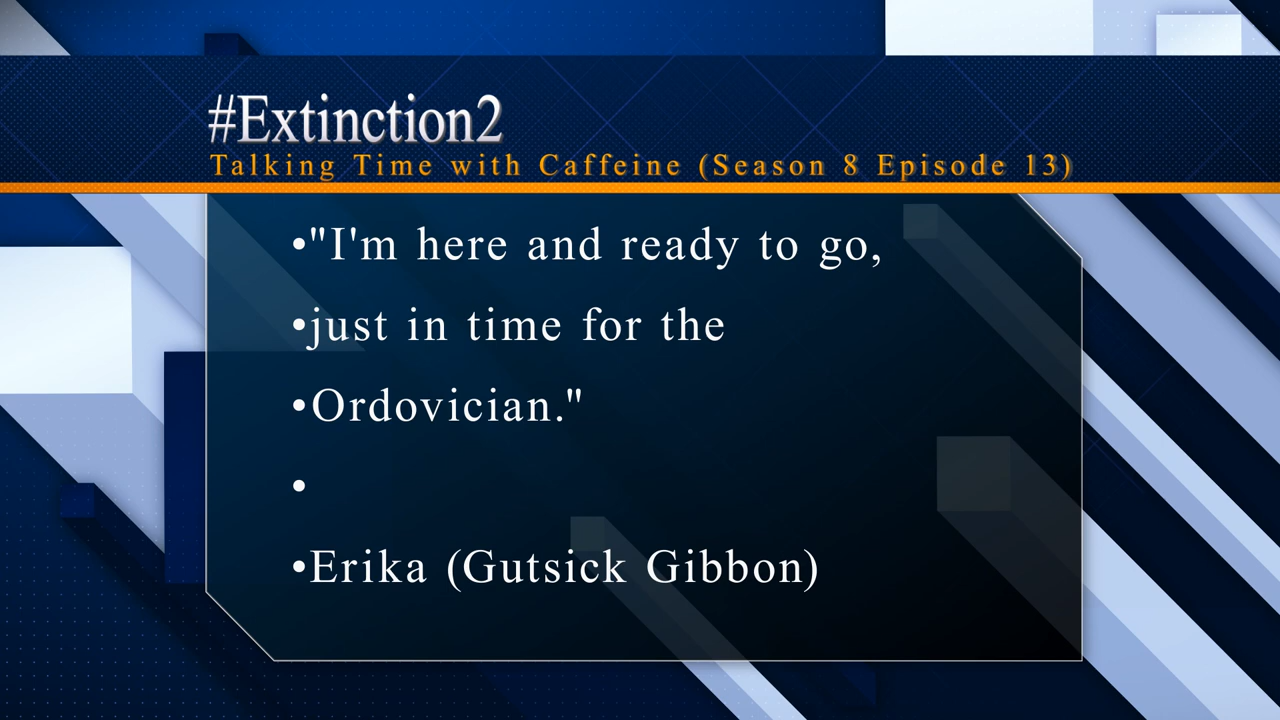 #Extinction2
Talking Time with Caffeine (Season 8 Episode 13)
•"I'm here and ready to go,
•just in time for the
•Ordovician."
•
•Erika (Gutsick Gibbon)